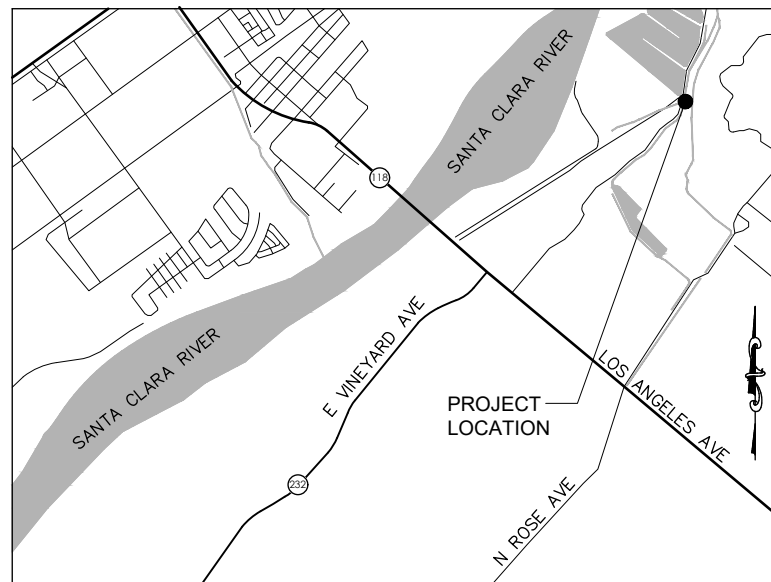 SANTA CLARA RIVER
118
SANTA CLARA RIVER
E VINEYARD AVE
LOS ANGELES AVE
PROJECT
LOCATION
232
N ROSE AVE